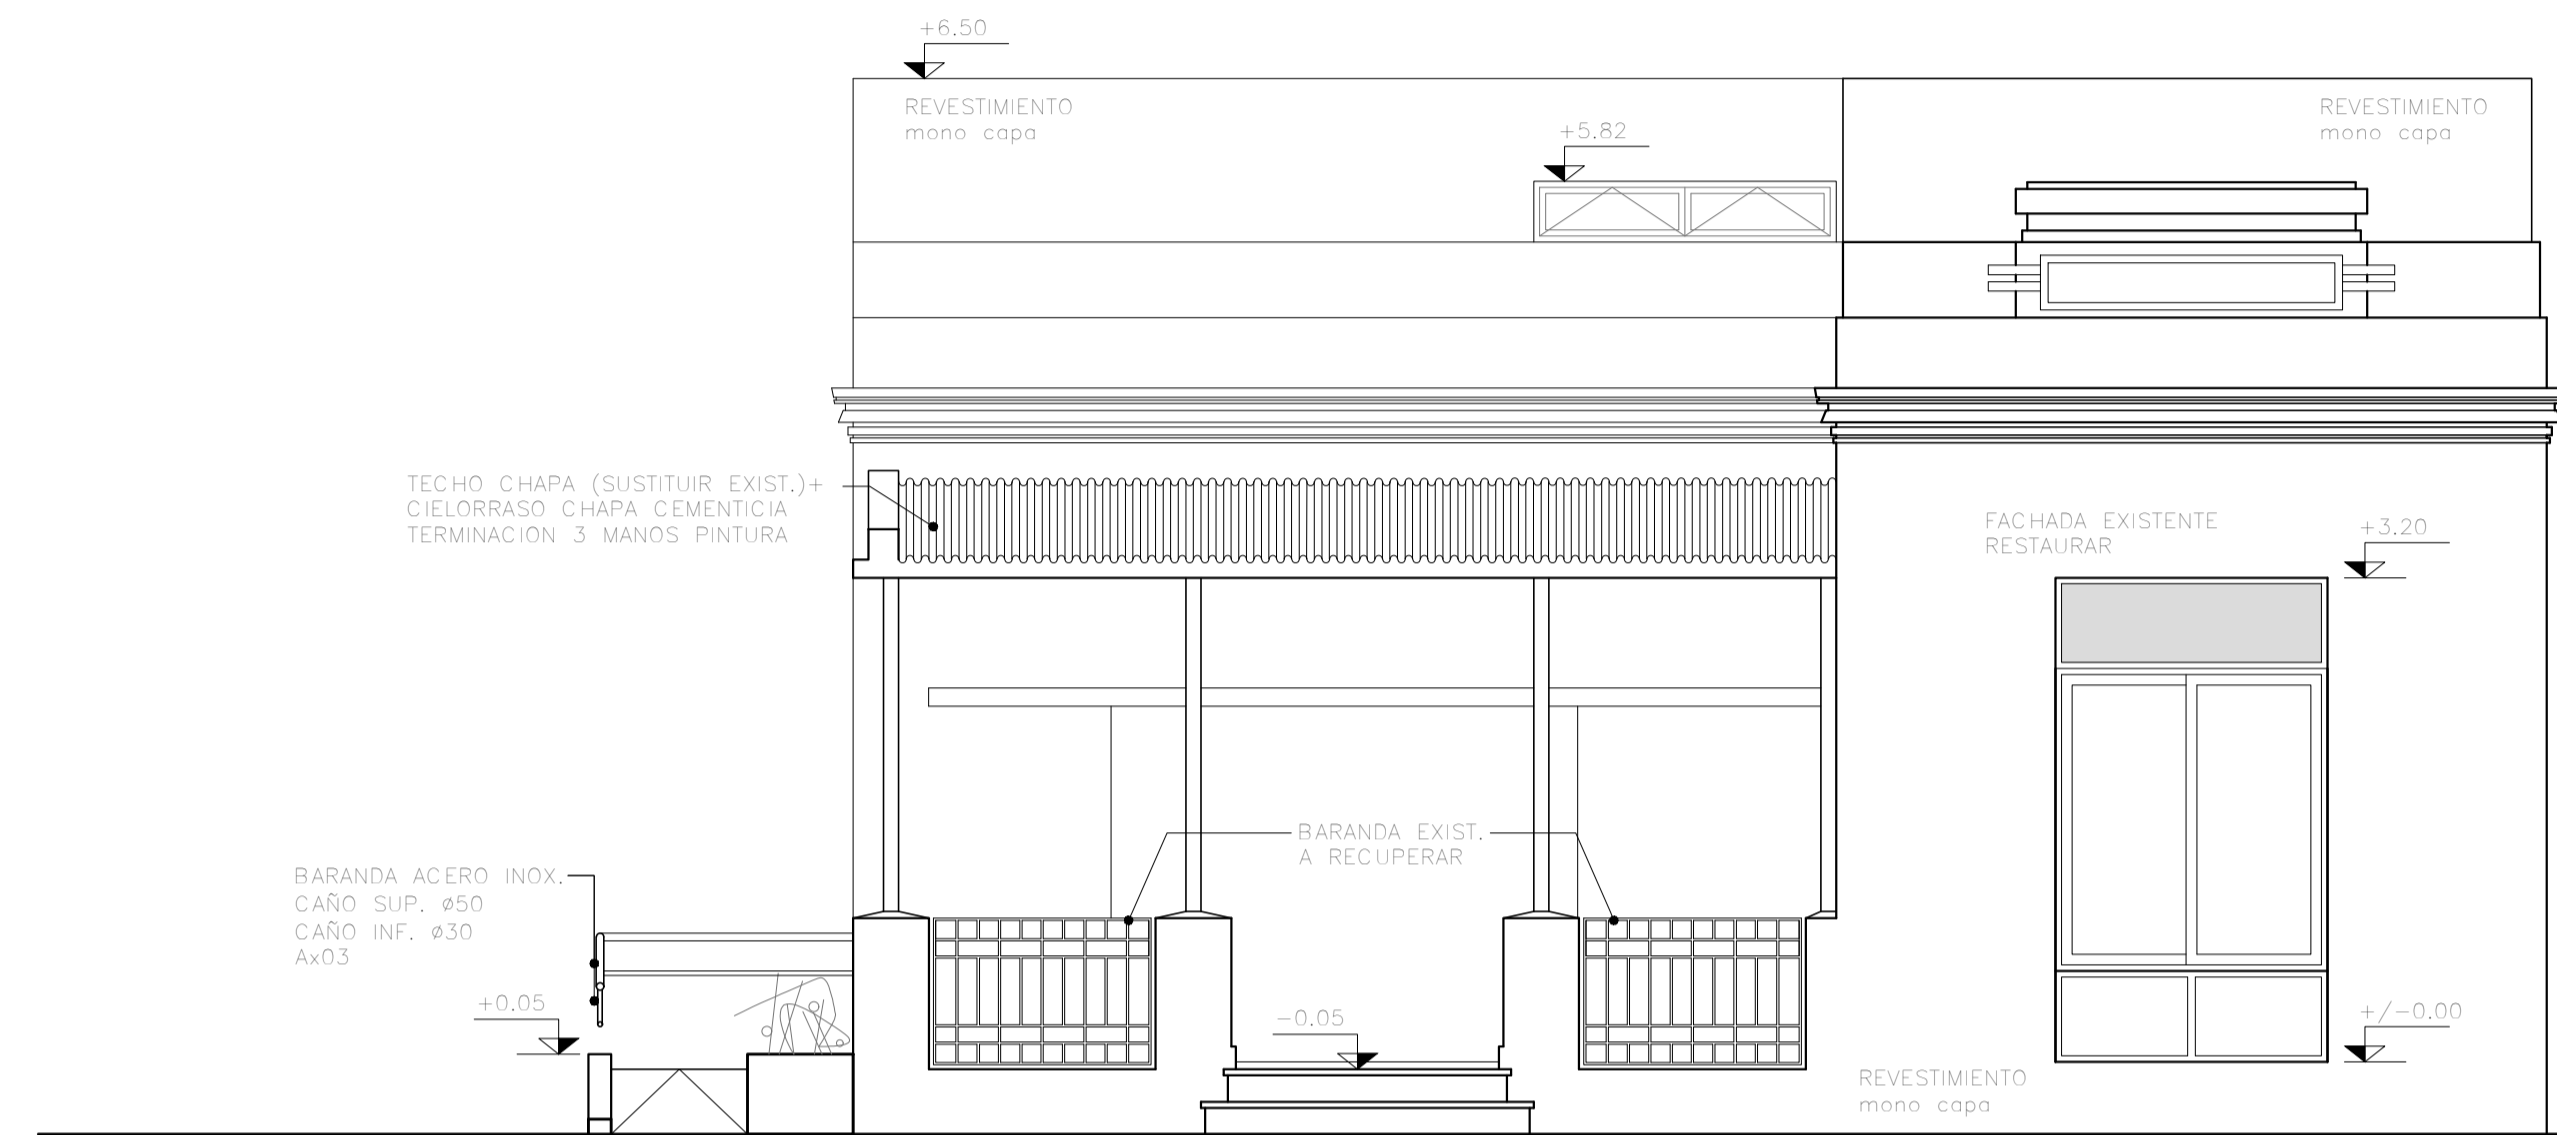 +6.50
REVESTIMIENTO
mono capa
+5.82
REVESTIMIENTO
mono capa
TECHO CHAPA (SUSTITUIR EXIST.)+
CIELORRASO CHAPA CEMENTICIA
TERMINACION 3 MANOS PINTURA
FACHADA EXISTENTE
RESTAURAR
+3.20
BARANDA EXIST.
A RECUPERAR
BARANDA ACERO INOX.
CAÑO SUP. ø50
CAÑO INF. ø30
Ax03
+0.05
-0.05
+/-0.00
REVESTIMIENTO
mono capa